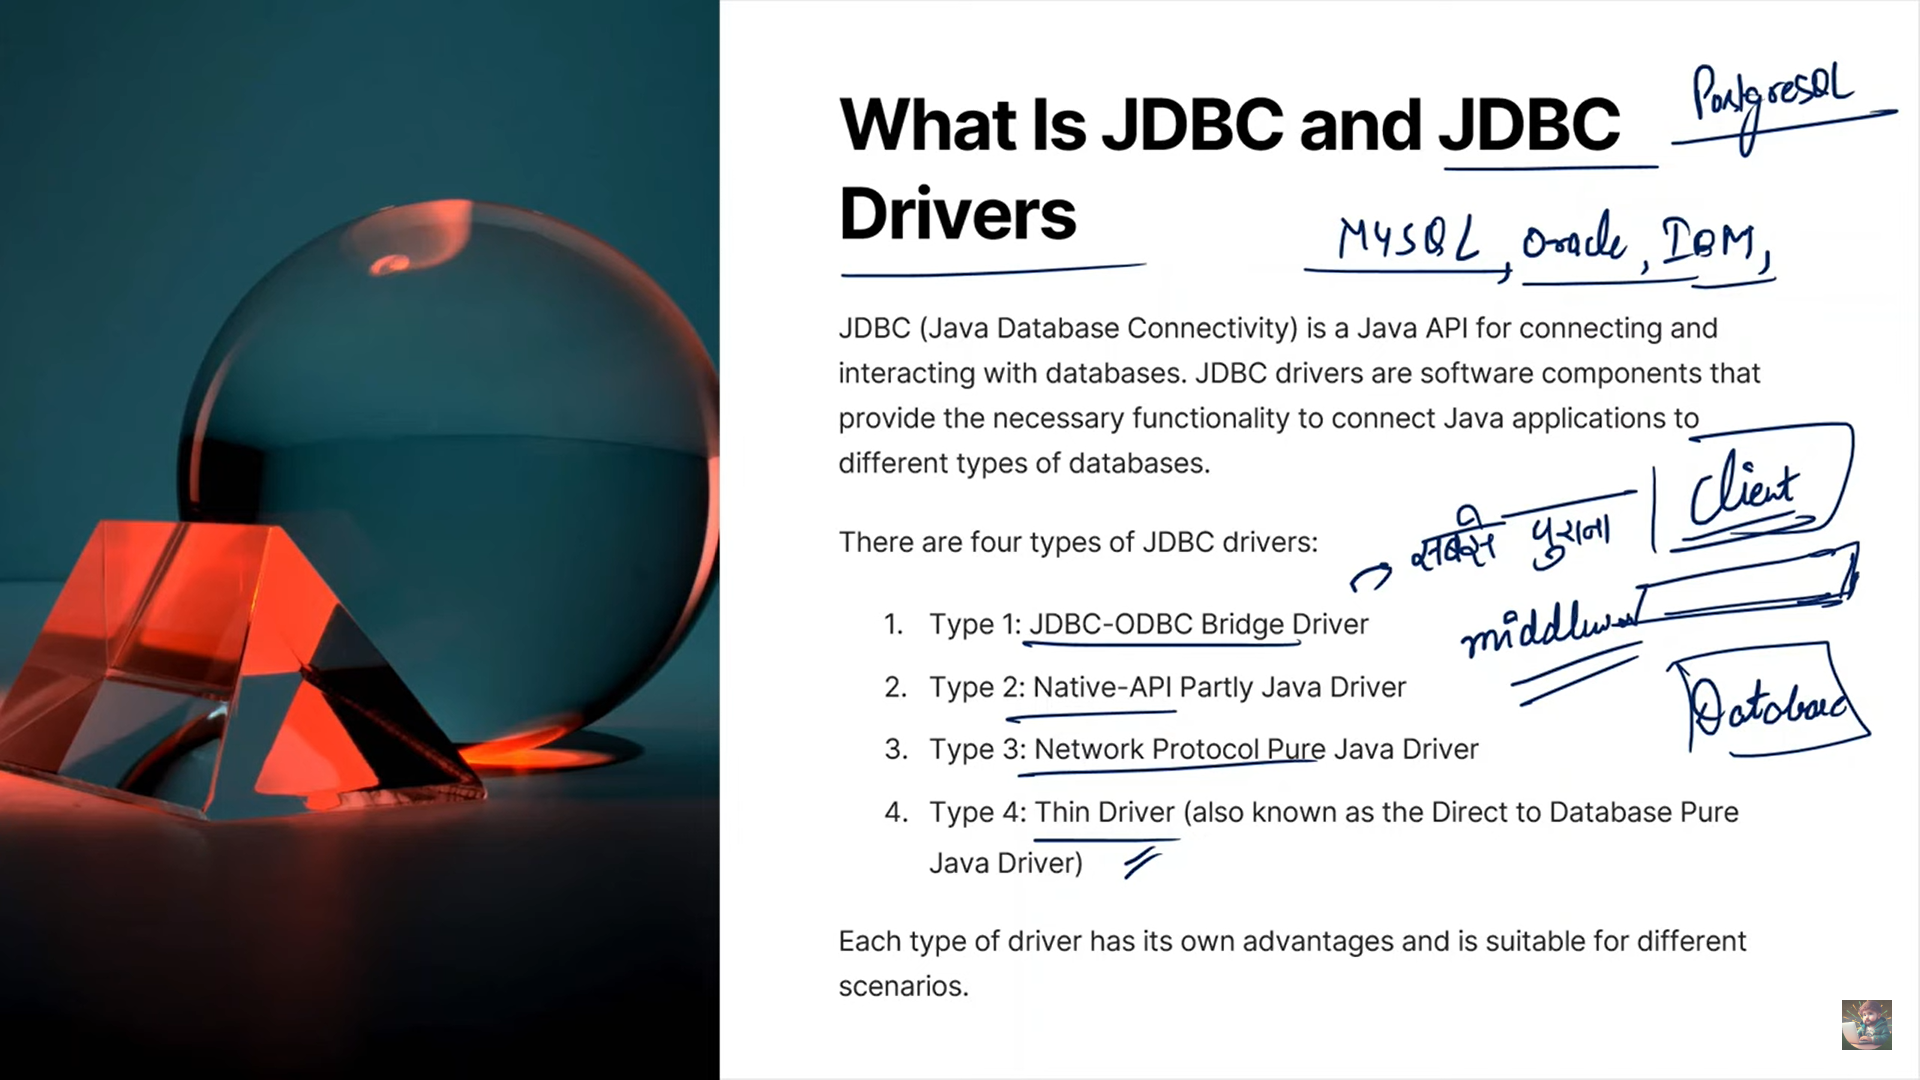 What Is JDBC and JDBC
Drivers
PostgresQL
MYSQL, Oracle, IBM,
JDBC (Java Database Connectivity) is a Java API for connecting and
interacting with databases. JDBC drivers are software components that
provide the necessary functionality to connect Java applications to
different types of databases.
Client
सबसे पुराना
There are four types of JDBC drivers:
1. Type 1: JDBC-ODBC Bridge Driver
2. Type 2: Native-API Partly Java Driver
Database
3. Type 3: Network Protocol Pure Java Driver
4. Type 4: Thin Driver (also known as the Direct to Database Pure
Java Driver)
Each type of driver has its own advantages and is suitable for different
scenarios.